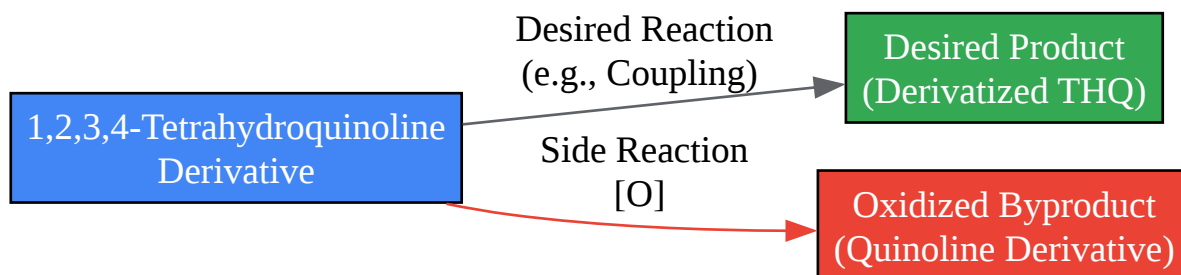 1,2,3,4-Tetrahydroquinoline
Derivative
Desired Reaction
(e.g., Coupling)
Desired Product
(Derivatized THQ)
Side Reaction
[O]
Oxidized Byproduct
(Quinoline Derivative)